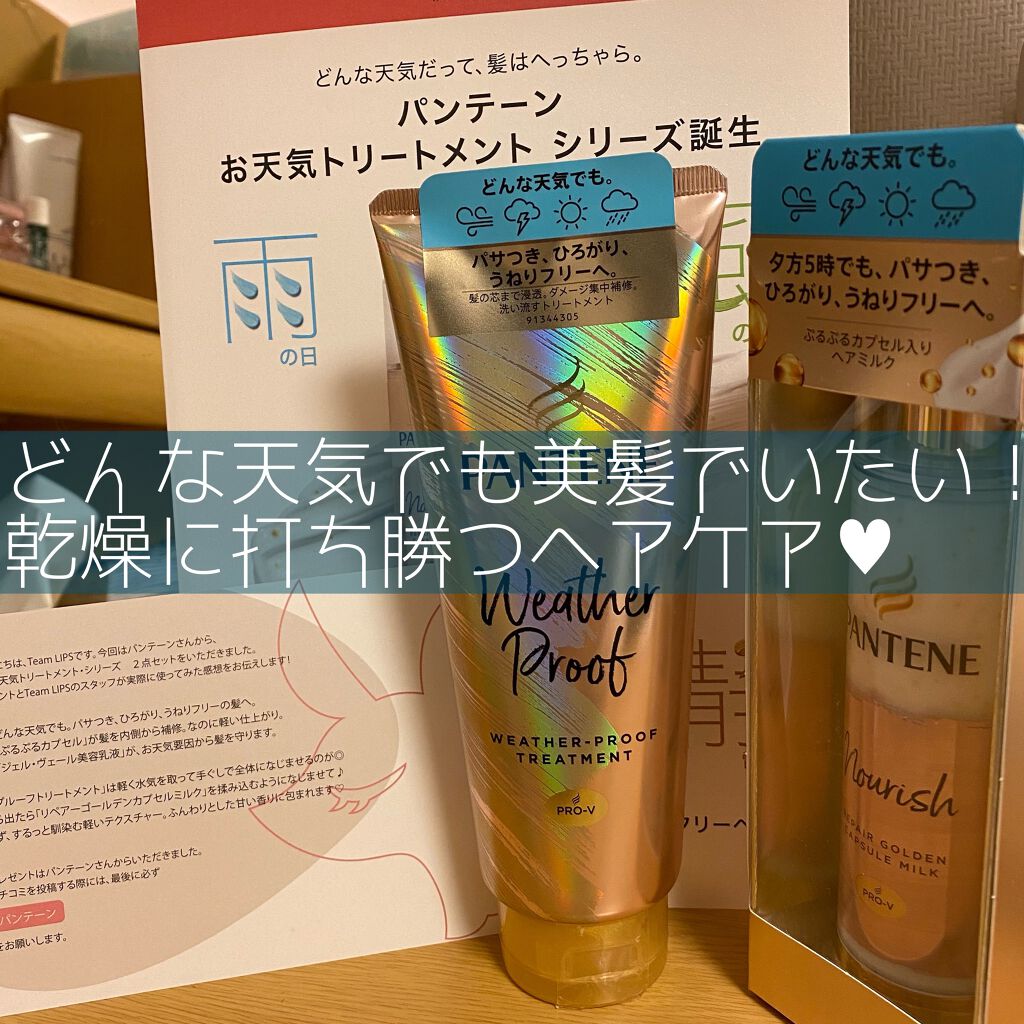 どんな天気だって、髪はへっちゃら。
パンテーン
お天気トリートメント シリーズ誕生
雨
の日
どんな天気でも。
パサつき、ひろがり、
うねりフリーへ。
髪の芯まで浸透。ダメージ集中補修。
洗い流すトリートメント
91344305
どんな天気でも。
夕方5時でも、パサつき、
ひろがり、うねりフリーへ。
ぷるぷるカプセル入り
ヘアミルク
どんな天気でも美髪でいたい!
乾燥に打ち勝つヘアケア♥
PANTENE
Weather
Proof
WEATHER-PROOF
TREATMENT
PRO-V
PANTENE
Nourish
REPAIR GOLDEN
CAPSULE MILK
PRO-V
晴
フリーへ
ちは、Team LIPSです。今回はパンテーンさんから、
天気トリートメント・シリーズ 2点セットをいただきました。
ントとTeam LIPSのスタッフが実際に使ってみた感想をお伝えします!
んな天気でも。パサつき、ひろがり、うねりフリーの髪へ。
ぷるぷるカプセル」が髪を内側から補修。なのに軽い仕上がり。
ジェル・ヴェール美容乳液」が、お天気要因から髪を守ります。
プルーフトリートメント」は軽く水気を取って手ぐしで全体になじませるのが◎
ら出たら「リペアーゴールデンカプセルミルク」を揉み込むようになじませて♪
ず、するっと馴染む軽いテクスチャー。ふんわりとした甘い香りに包まれます♡
レゼントはパンテーンさんからいただきました。
チコミを投稿する際には、最後に必ず
パンテーン
をお願いします。